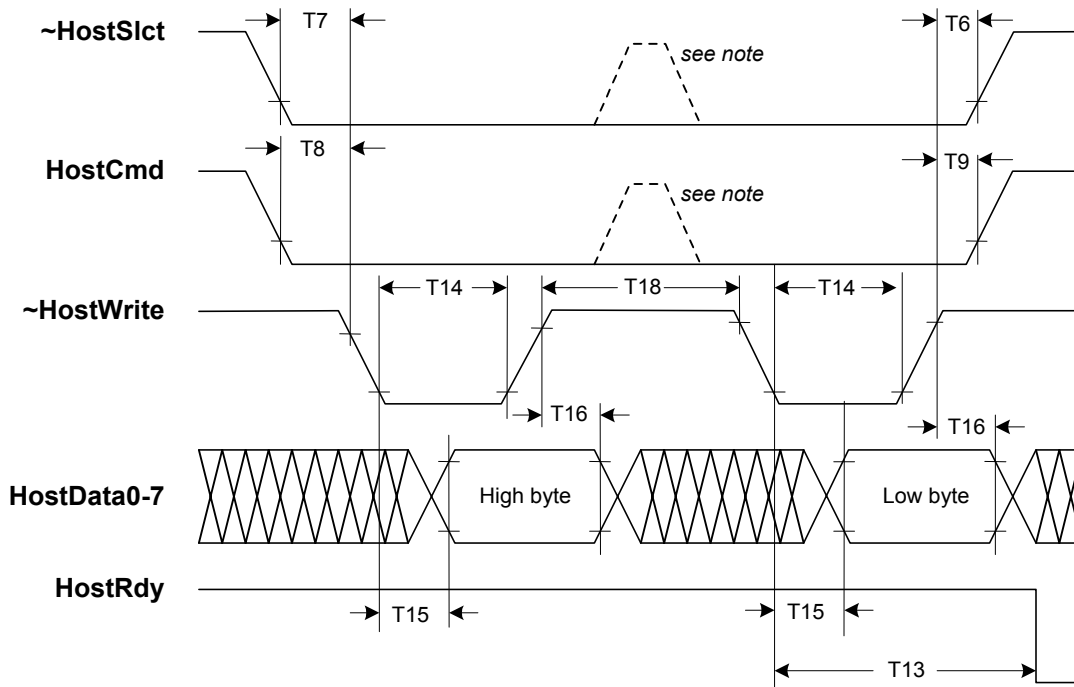 ~HostSlct
T7
see note
T6
HostCmd
T8
see note
T9
~HostWrite
T14
T18
T14
T16
T16
HostData0-7
High byte
Low byte
HostRdy
T15
T15
T13